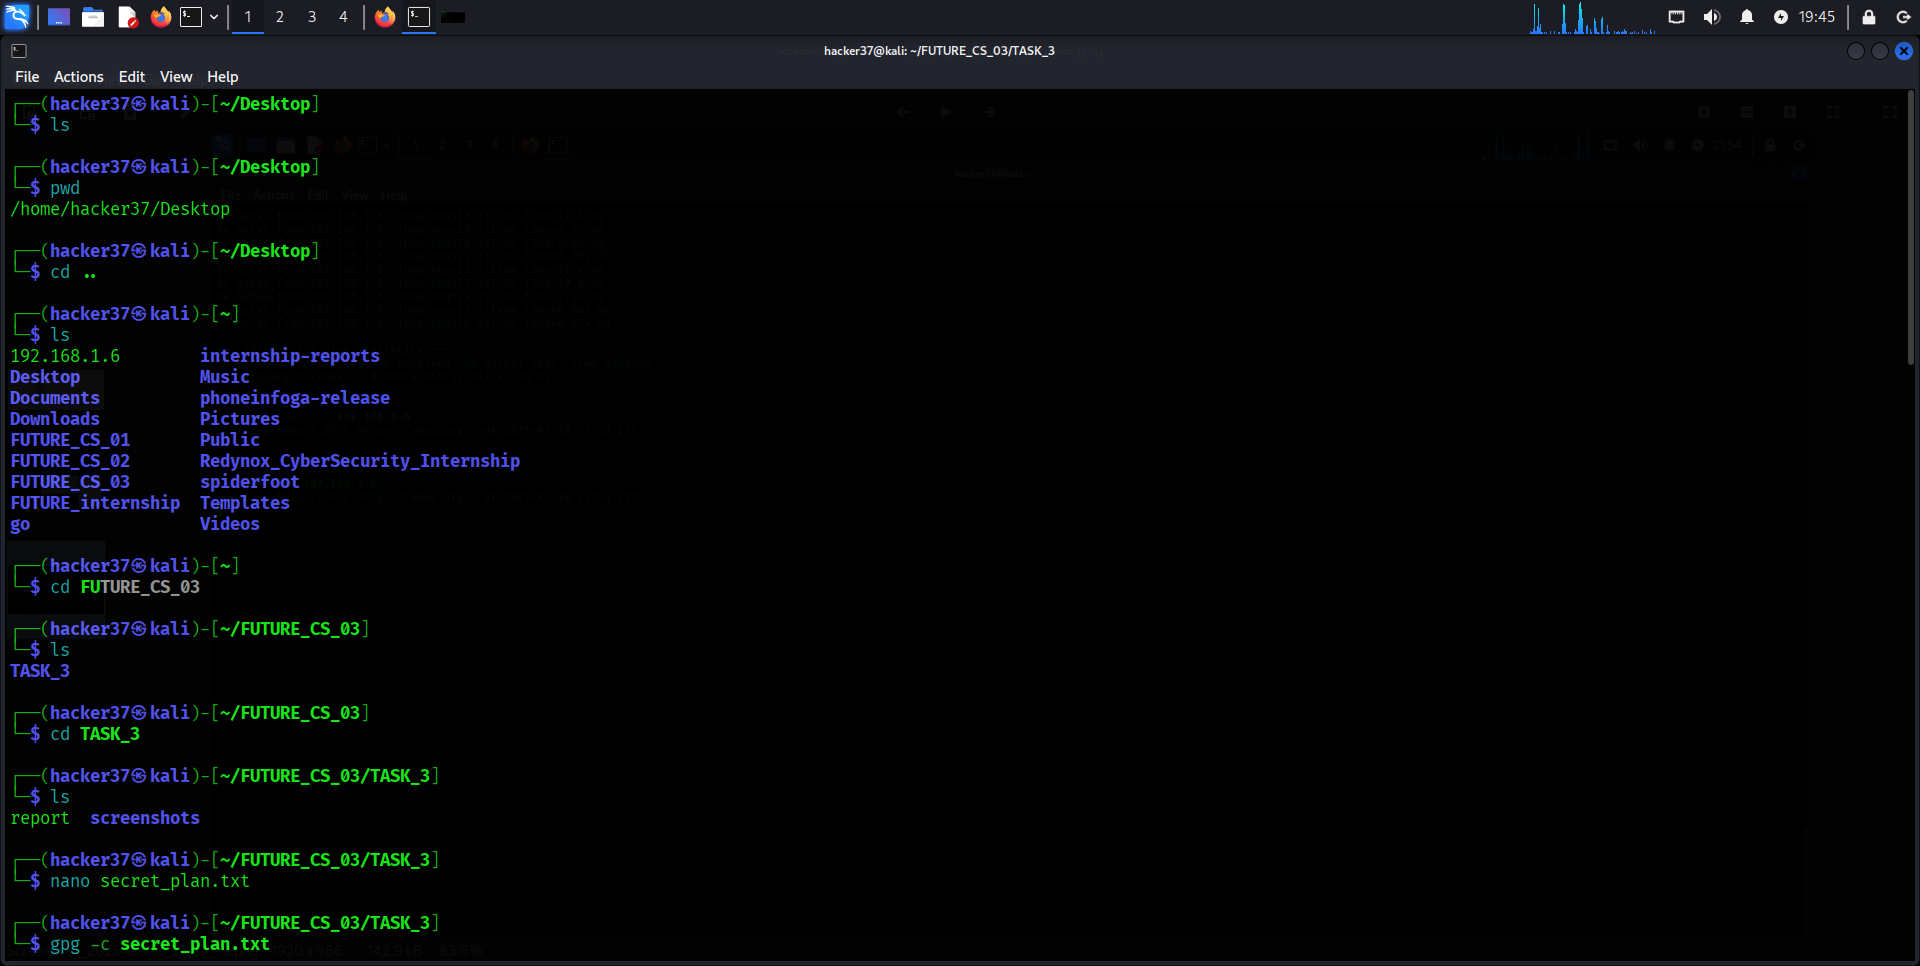 1 2 3 4 19:45
hacker37@kali: ~/FUTURE_CS_03/TASK_3
File Actions Edit View Help
┌──(hacker37㉿kali)-[~/Desktop]
└─$ ls
┌──(hacker37㉿kali)-[~/Desktop]
└─$ pwd
/home/hacker37/Desktop
┌──(hacker37㉿kali)-[~/Desktop]
└─$ cd ..
┌──(hacker37㉿kali)-[~]
└─$ ls
192.168.1.6 internship-reports
Desktop Music
Documents phoneinfoga-release
Downloads Pictures
FUTURE_CS_01 Public
FUTURE_CS_02 Redynox_CyberSecurity_Internship
FUTURE_CS_03 spiderfoot
FUTURE_internship Templates
go Videos
┌──(hacker37㉿kali)-[~]
└─$ cd FUTURE_CS_03
┌──(hacker37㉿kali)-[~/FUTURE_CS_03]
└─$ ls
TASK_3
┌──(hacker37㉿kali)-[~/FUTURE_CS_03]
└─$ cd TASK_3
┌──(hacker37㉿kali)-[~/FUTURE_CS_03/TASK_3]
└─$ ls
report screenshots
┌──(hacker37㉿kali)-[~/FUTURE_CS_03/TASK_3]
└─$ nano secret_plan.txt
┌──(hacker37㉿kali)-[~/FUTURE_CS_03/TASK_3]
└─$ gpg -c secret_plan.txt